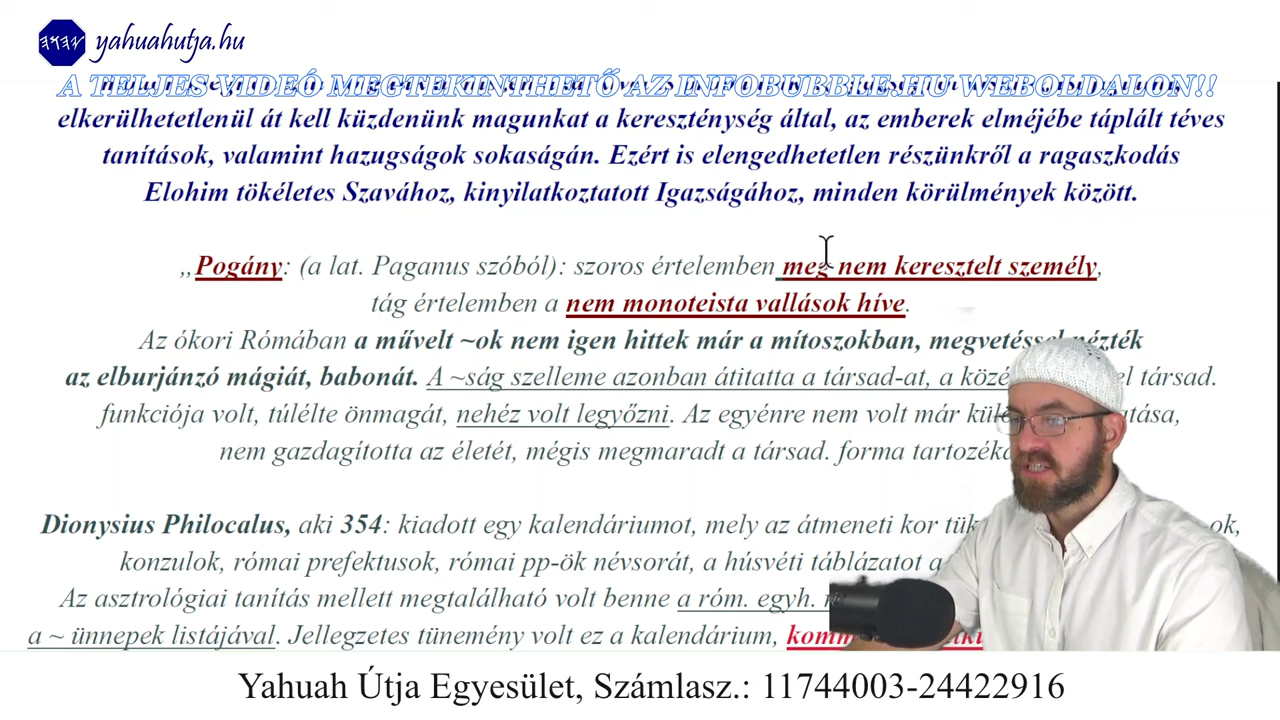 yahuahutja.hu
A TELJES VIDEÓ MEGTEKINTHETŐ AZ INFOBUBBLE.HU WEBOLDALON!!
elkerülhetetlenül át kell küzdenünk magunkat a kereszténység által, az emberek elméjébe táplált téves
tanítások, valamint hazugságok sokaságán. Ezért is elengedhetetlen részünkről a ragaszkodás
Elohim tökéletes Szavához, kinyilatkoztatott Igazságához, minden körülmények között.
„Pogány: (a lat. Paganus szóból): szoros értelemben meg nem keresztelt személy,
tág értelemben a nem monoteista vallások híve.
Az ókori Rómában a művelt ~ok nem igen hittek már a mítoszokban, megvetéssel nézték
az elburjánzó mágiát, babonát. A ~ság szelleme azonban átitatta a társad-at, a társad.
funkciója volt, túlélte önmagát, nehéz volt legyőzni. Az egyénre nem volt már
nem gazdagította az életét, mégis megmaradt a társad. forma
Dionysius Philocalus, aki 354: kiadott egy kalendáriumot, mely az átmeneti kor
konzulok, római prefektusok, római pp-ök névsorát, a húsvéti táblázatot
Az asztrológiai tanítás mellett megtalálható volt benne a róm. egyh.
a ~ ünnepek listájával. Jellegzetes tünemény volt ez a kalendárium,
Yahuah Útja Egyesület, Számlasz.: 11744003-24422916